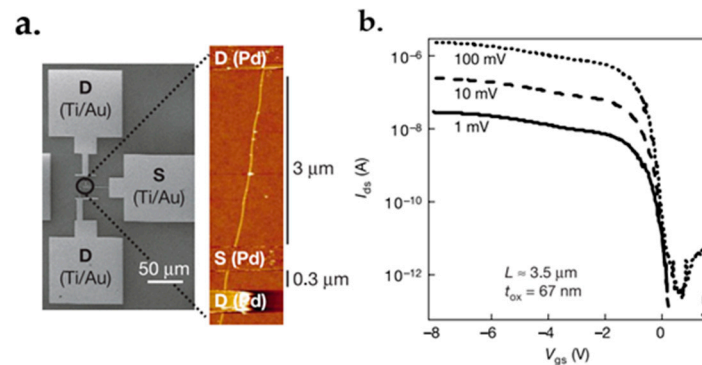 a.
D
(Ti/Au)
S
(Ti/Au)
D
(Ti/Au)
50 μm
D (Pd)
3 μm
S (Pd)
0.3 μm
D (Pd)
b.
10⁻⁶
10⁻⁸
10⁻¹⁰
10⁻¹²
I_ds (A)
100 mV
10 mV
1 mV
L ≈ 3.5 μm
t_ox = 67 nm
−8 −6 −4 −2 0
V_gs (V)